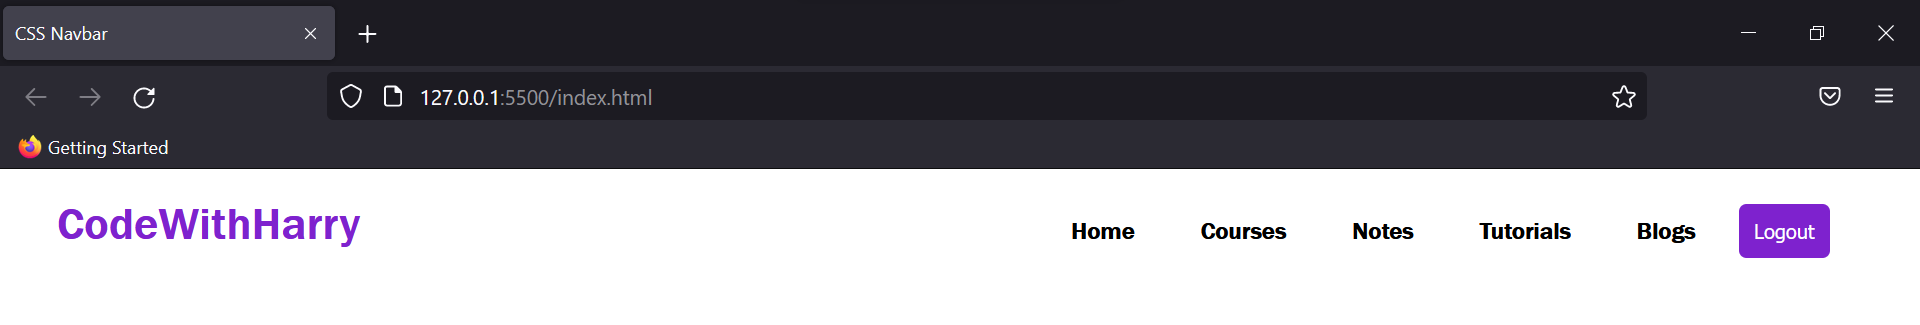 CSS Navbar
127.0.0.1:5500/index.html
Getting Started
CodeWithHarry Home Courses Notes Tutorials Blogs Logout